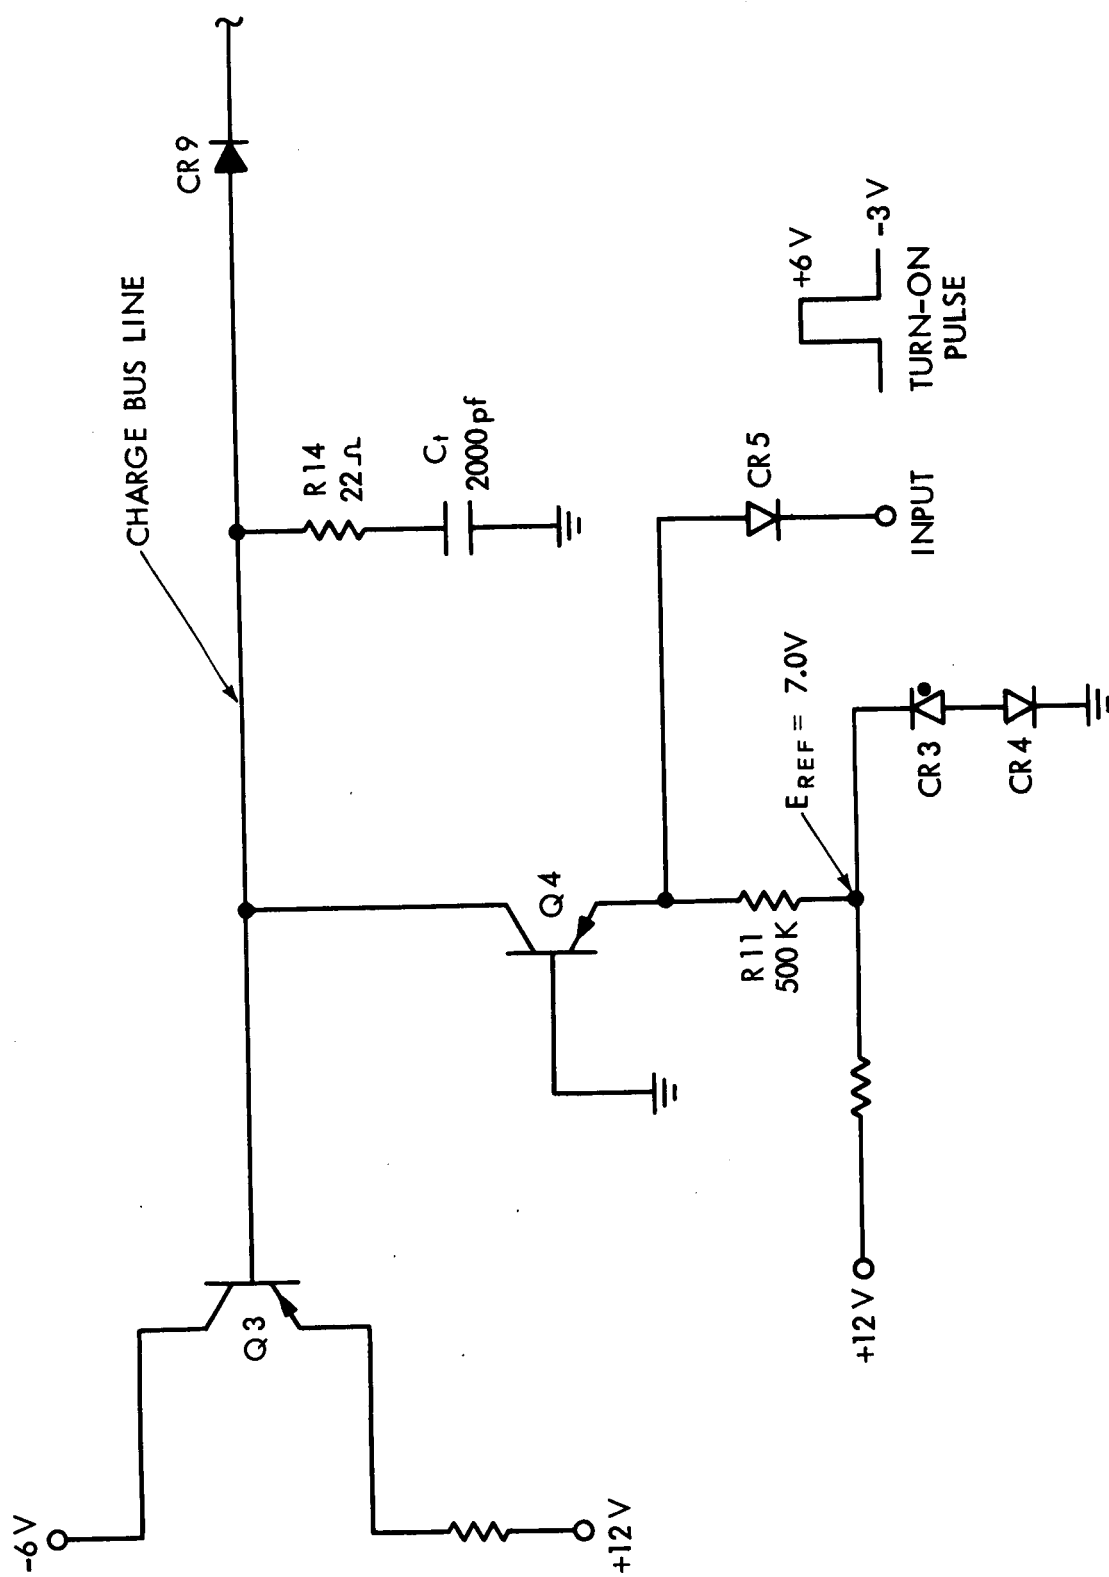 -6V
Q3
+12V
CHARGE BUS LINE
CR9
R14
22Ω
Ct
2000pf
Q4
R11
500K
+12V
EREF = 7.0V
CR3
CR4
CR5
INPUT
+6V
-3V
TURN-ON
PULSE